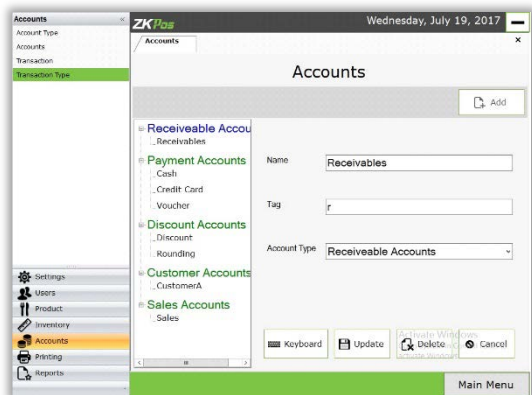 Accounts «
Account Type
Accounts
Transaction
Transaction Type
Settings
Users
Product
Inventory
Accounts
Printing
Reports
ZKPos
Wednesday, July 19, 2017
Accounts
×
Accounts
Add
Receiveable Accou
Receivables
Payment Accounts
Cash
Credit Card
Voucher
Discount Accounts
Discount
Rounding
Customer Accounts
CustomerA
Sales Accounts
Sales
Name Receivables
Tag r
Account Type Receiveable Accounts
Activate Windows
Keyboard Update Delete Cancel
Main Menu